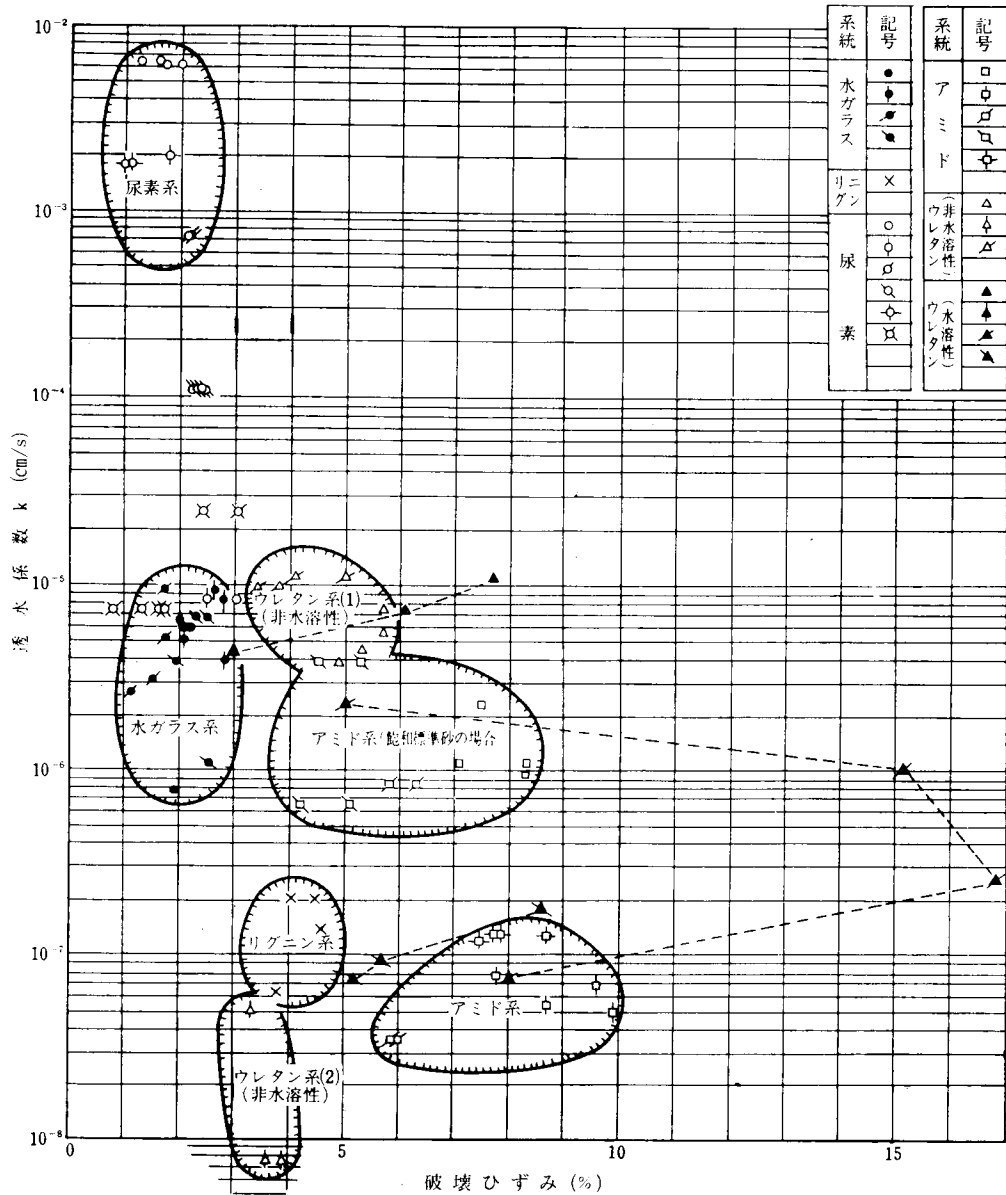 10⁻²
10⁻³
10⁻⁴
10⁻⁵
10⁻⁶
10⁻⁷
10⁻⁸
透水係数 k (cm/s)
0
5
10
15
破壊ひずみ (%)
尿素系
ウレタン系(1)
(非水溶性)
水ガラス系
アミド系(飽和標準砂の場合
リグニン系
アミド系
ウレタン系(2)
(非水溶性)
系統
記号
水ガラス
リグニン
尿素
系統
記号
アミド
ウレタン
(非水溶性)
ウレタン
(水溶性)